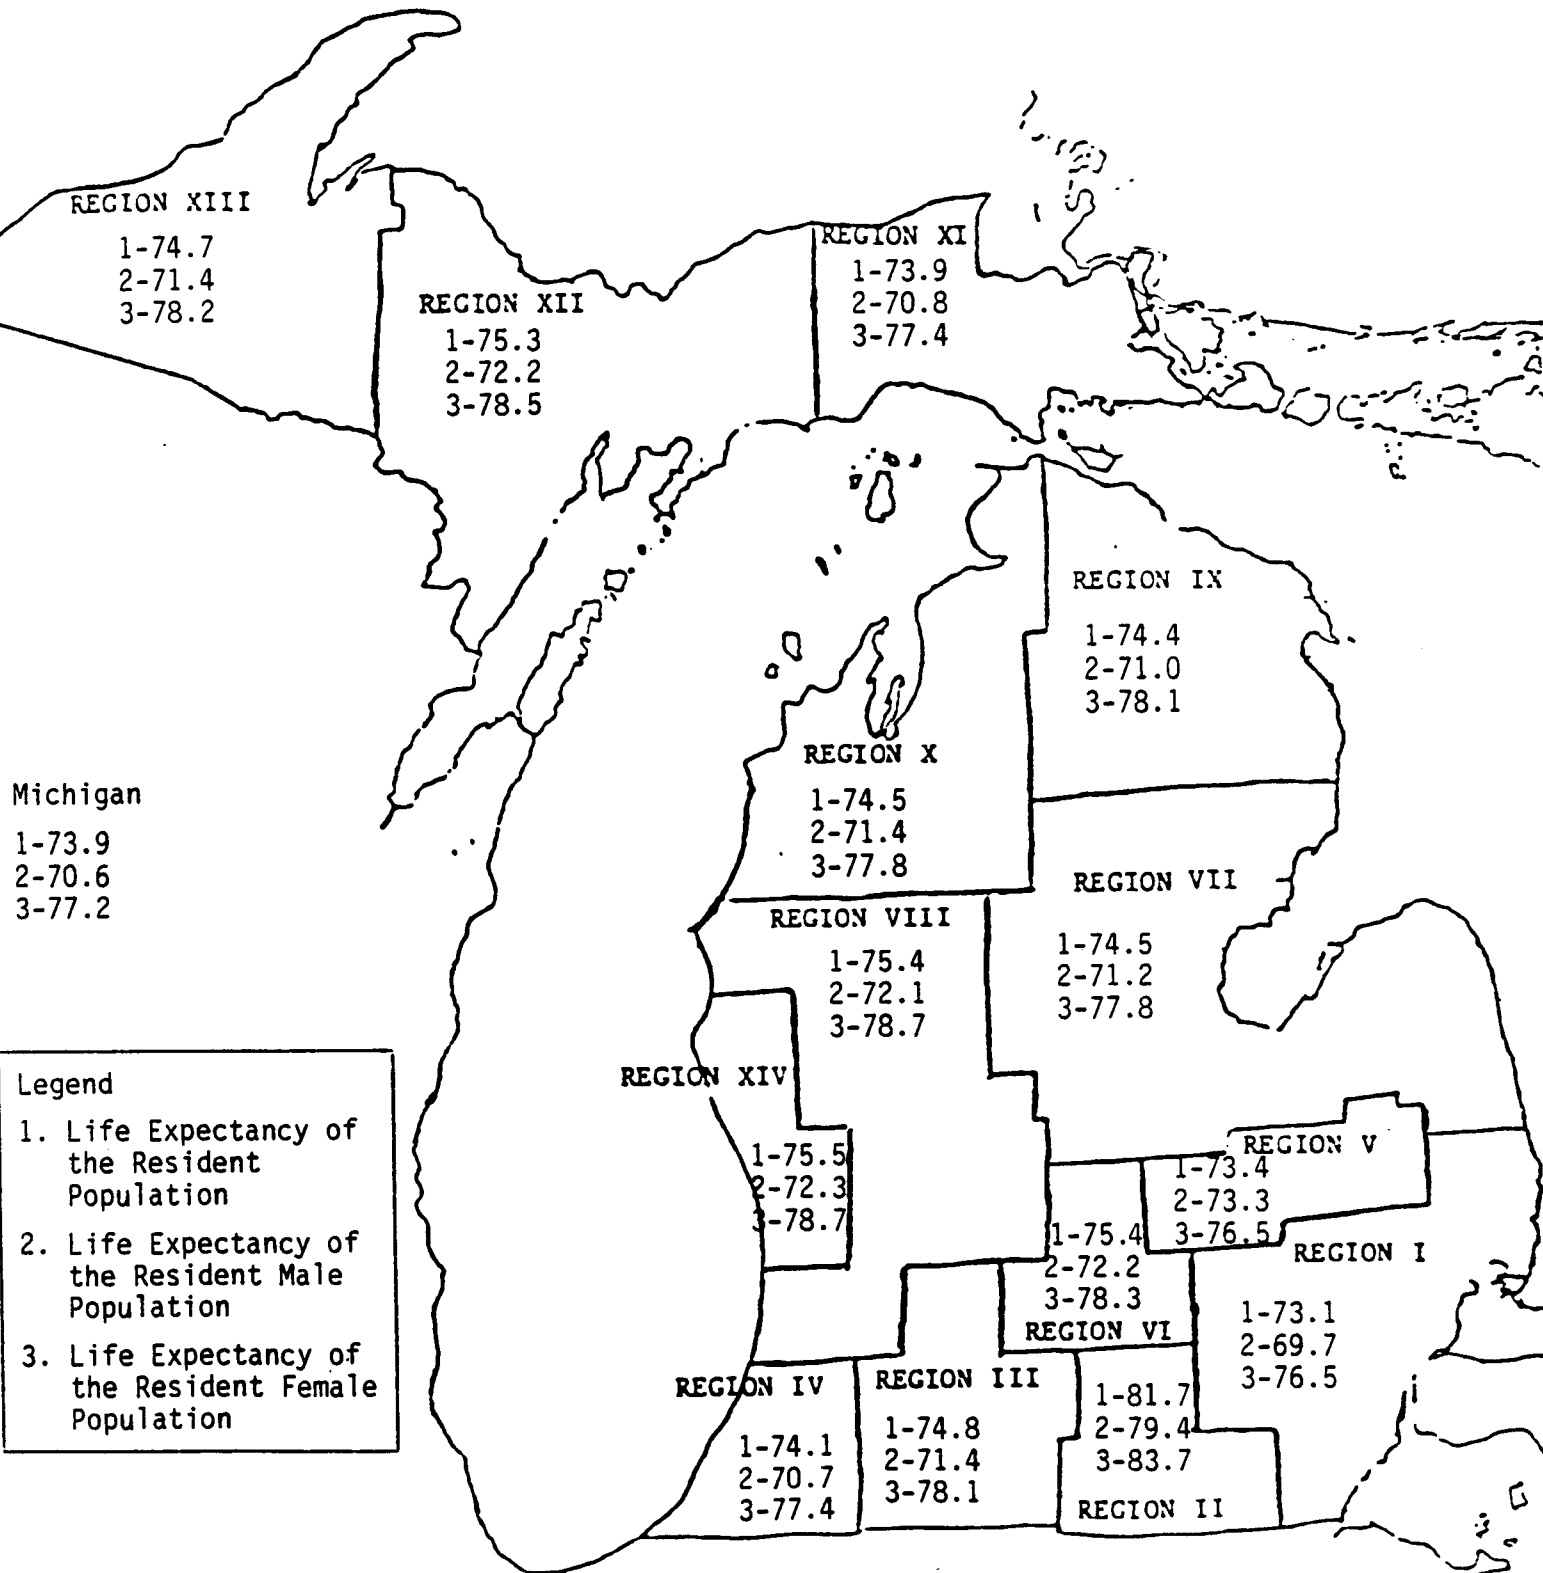 REGION XIII
1-74.7
2-71.4
3-78.2
REGION XII
1-75.3
2-72.2
3-78.5
REGION XI
1-73.9
2-70.8
3-77.4
REGION IX
1-74.4
2-71.0
3-78.1
REGION X
1-74.5
2-71.4
3-77.8
Michigan
1-73.9
2-70.6
3-77.2
REGION VII
1-74.5
2-71.2
3-77.8
REGION VIII
1-75.4
2-72.1
3-78.7
REGION XIV
1-75.5
2-72.3
3-78.7
Legend
1. Life Expectancy of
the Resident
Population
2. Life Expectancy of
the Resident Male
Population
3. Life Expectancy of
the Resident Female
Population
REGION V
1-73.4
2-73.3
3-76.5
1-75.4
2-72.2
3-78.3
REGION VI
REGION I
1-73.1
2-69.7
3-76.5
REGION IV
1-74.1
2-70.7
3-77.4
REGION III
1-74.8
2-71.4
3-78.1
1-81.7
2-79.4
3-83.7
REGION II